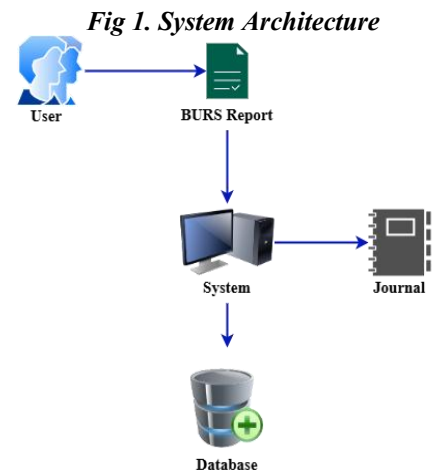 Fig 1. System Architecture
User
BURS Report
System
Journal
Database